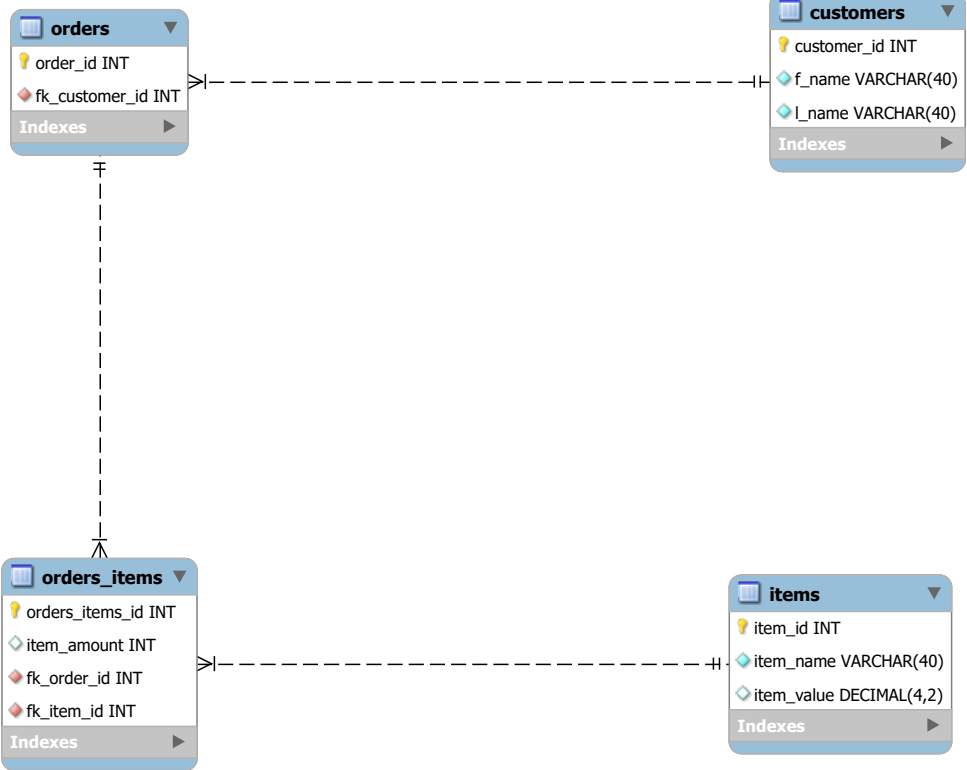 orders
order_id INT
fk_customer_id INT
Indexes
customers
customer_id INT
f_name VARCHAR(40)
l_name VARCHAR(40)
Indexes
orders_items
orders_items_id INT
item_amount INT
fk_order_id INT
fk_item_id INT
Indexes
items
item_id INT
item_name VARCHAR(40)
item_value DECIMAL(4,2)
Indexes